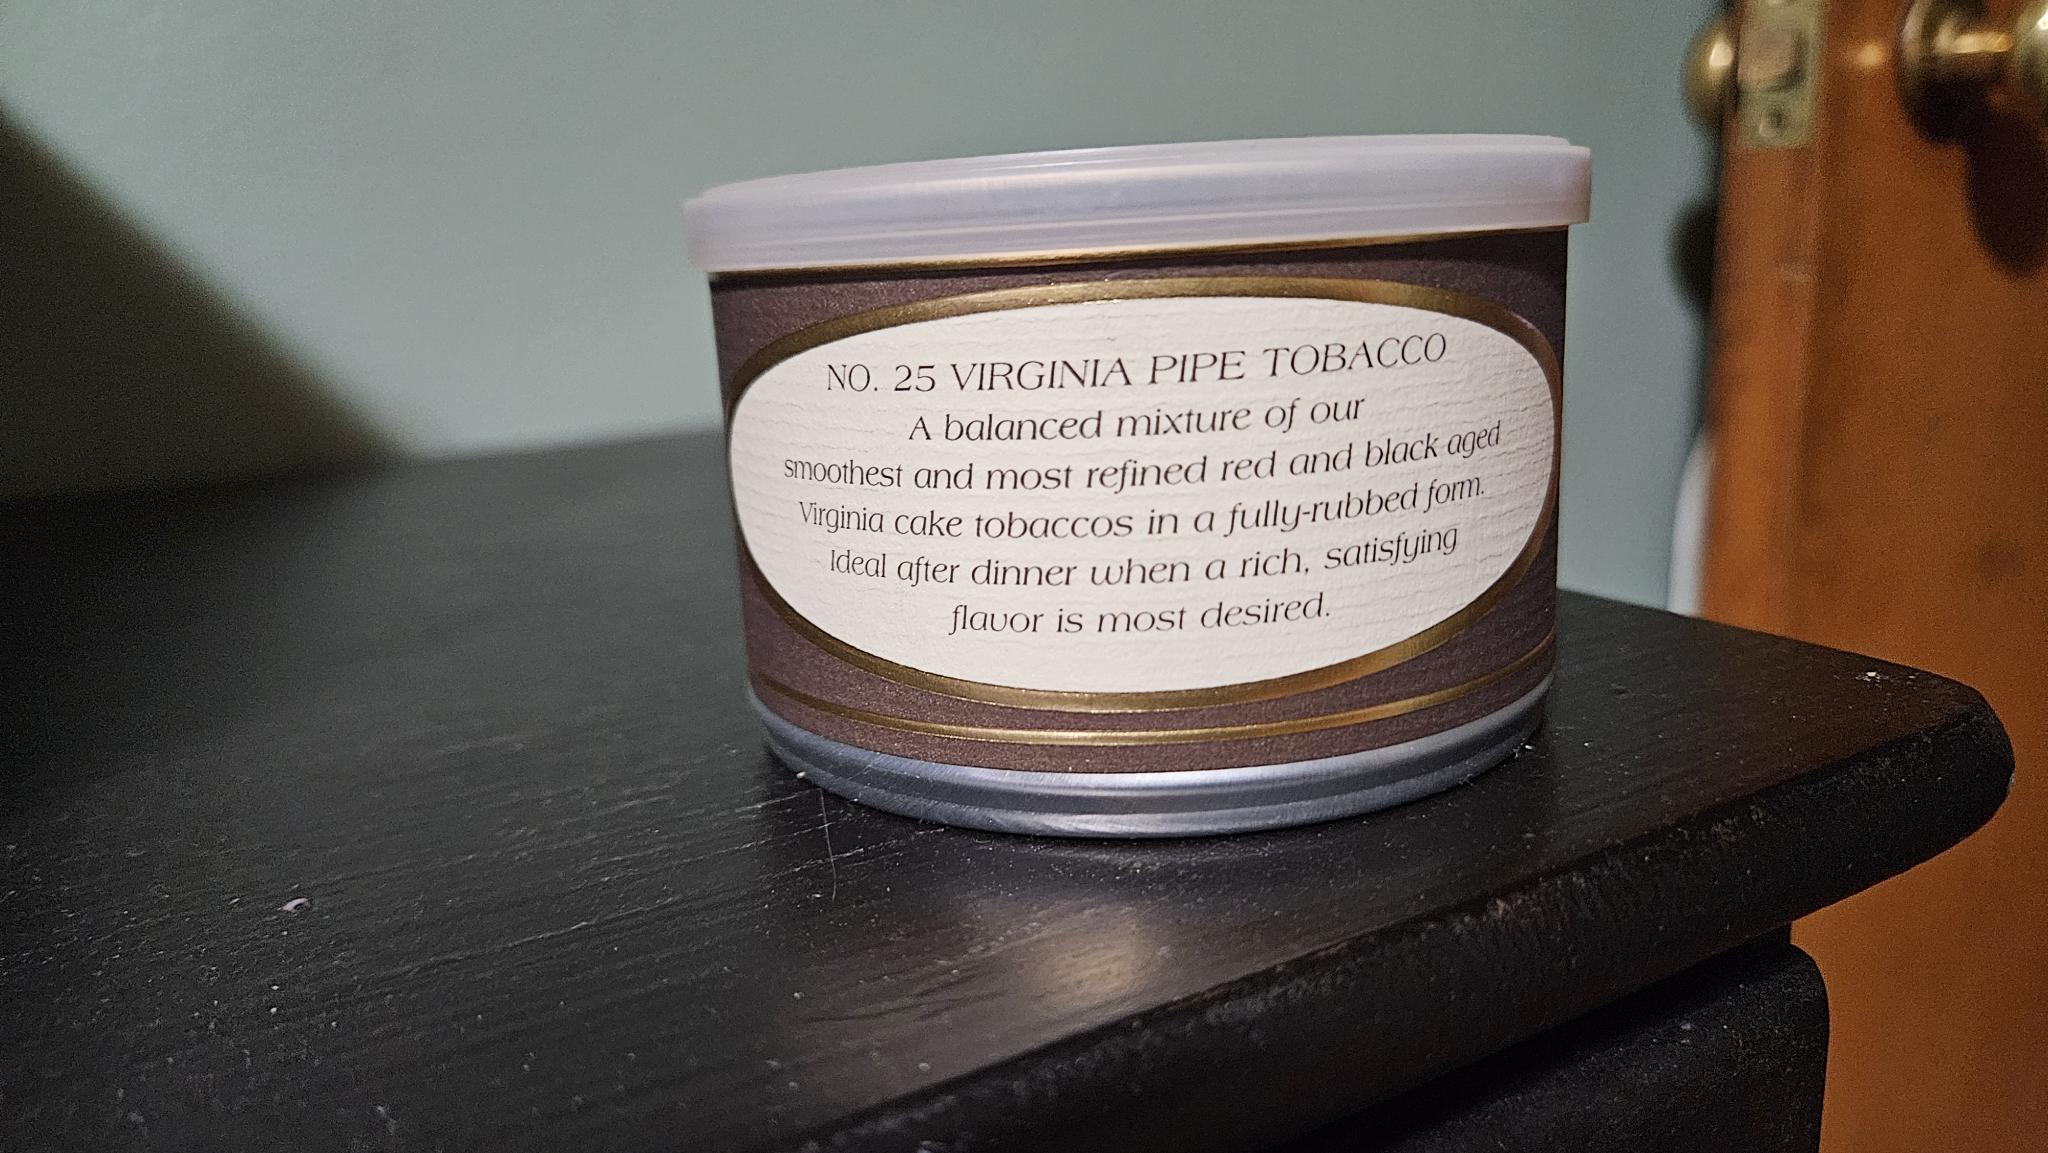 NO. 25 VIRGINIA PIPE TOBACCO
A balanced mixture of our
smoothest and most refined red and black aged
Virginia cake tobaccos in a fully-rubbed form.
Ideal after dinner when a rich, satisfying
flavor is most desired.